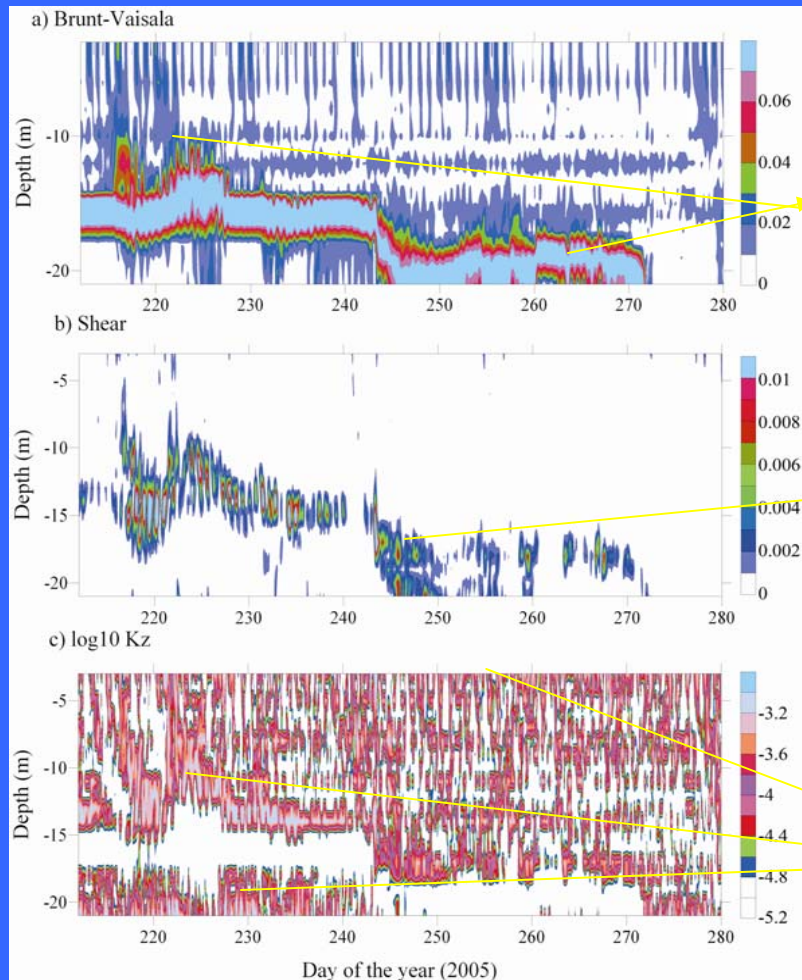 a) Brunt-Vaisala
Depth (m)
-10
-20
220 230 240 250 260 270 280
0.06
0.04
0.02
0
b) Shear
Depth (m)
-5
-10
-15
-20
220 230 240 250 260 270 280
0.01
0.008
0.006
0.004
0.002
0
c) log10 Kz
Depth (m)
-5
-10
-15
-20
220 230 240 250 260 270 280
-3.2
-3.6
-4
-4.4
-4.8
-5.2
Day of the year (2005)